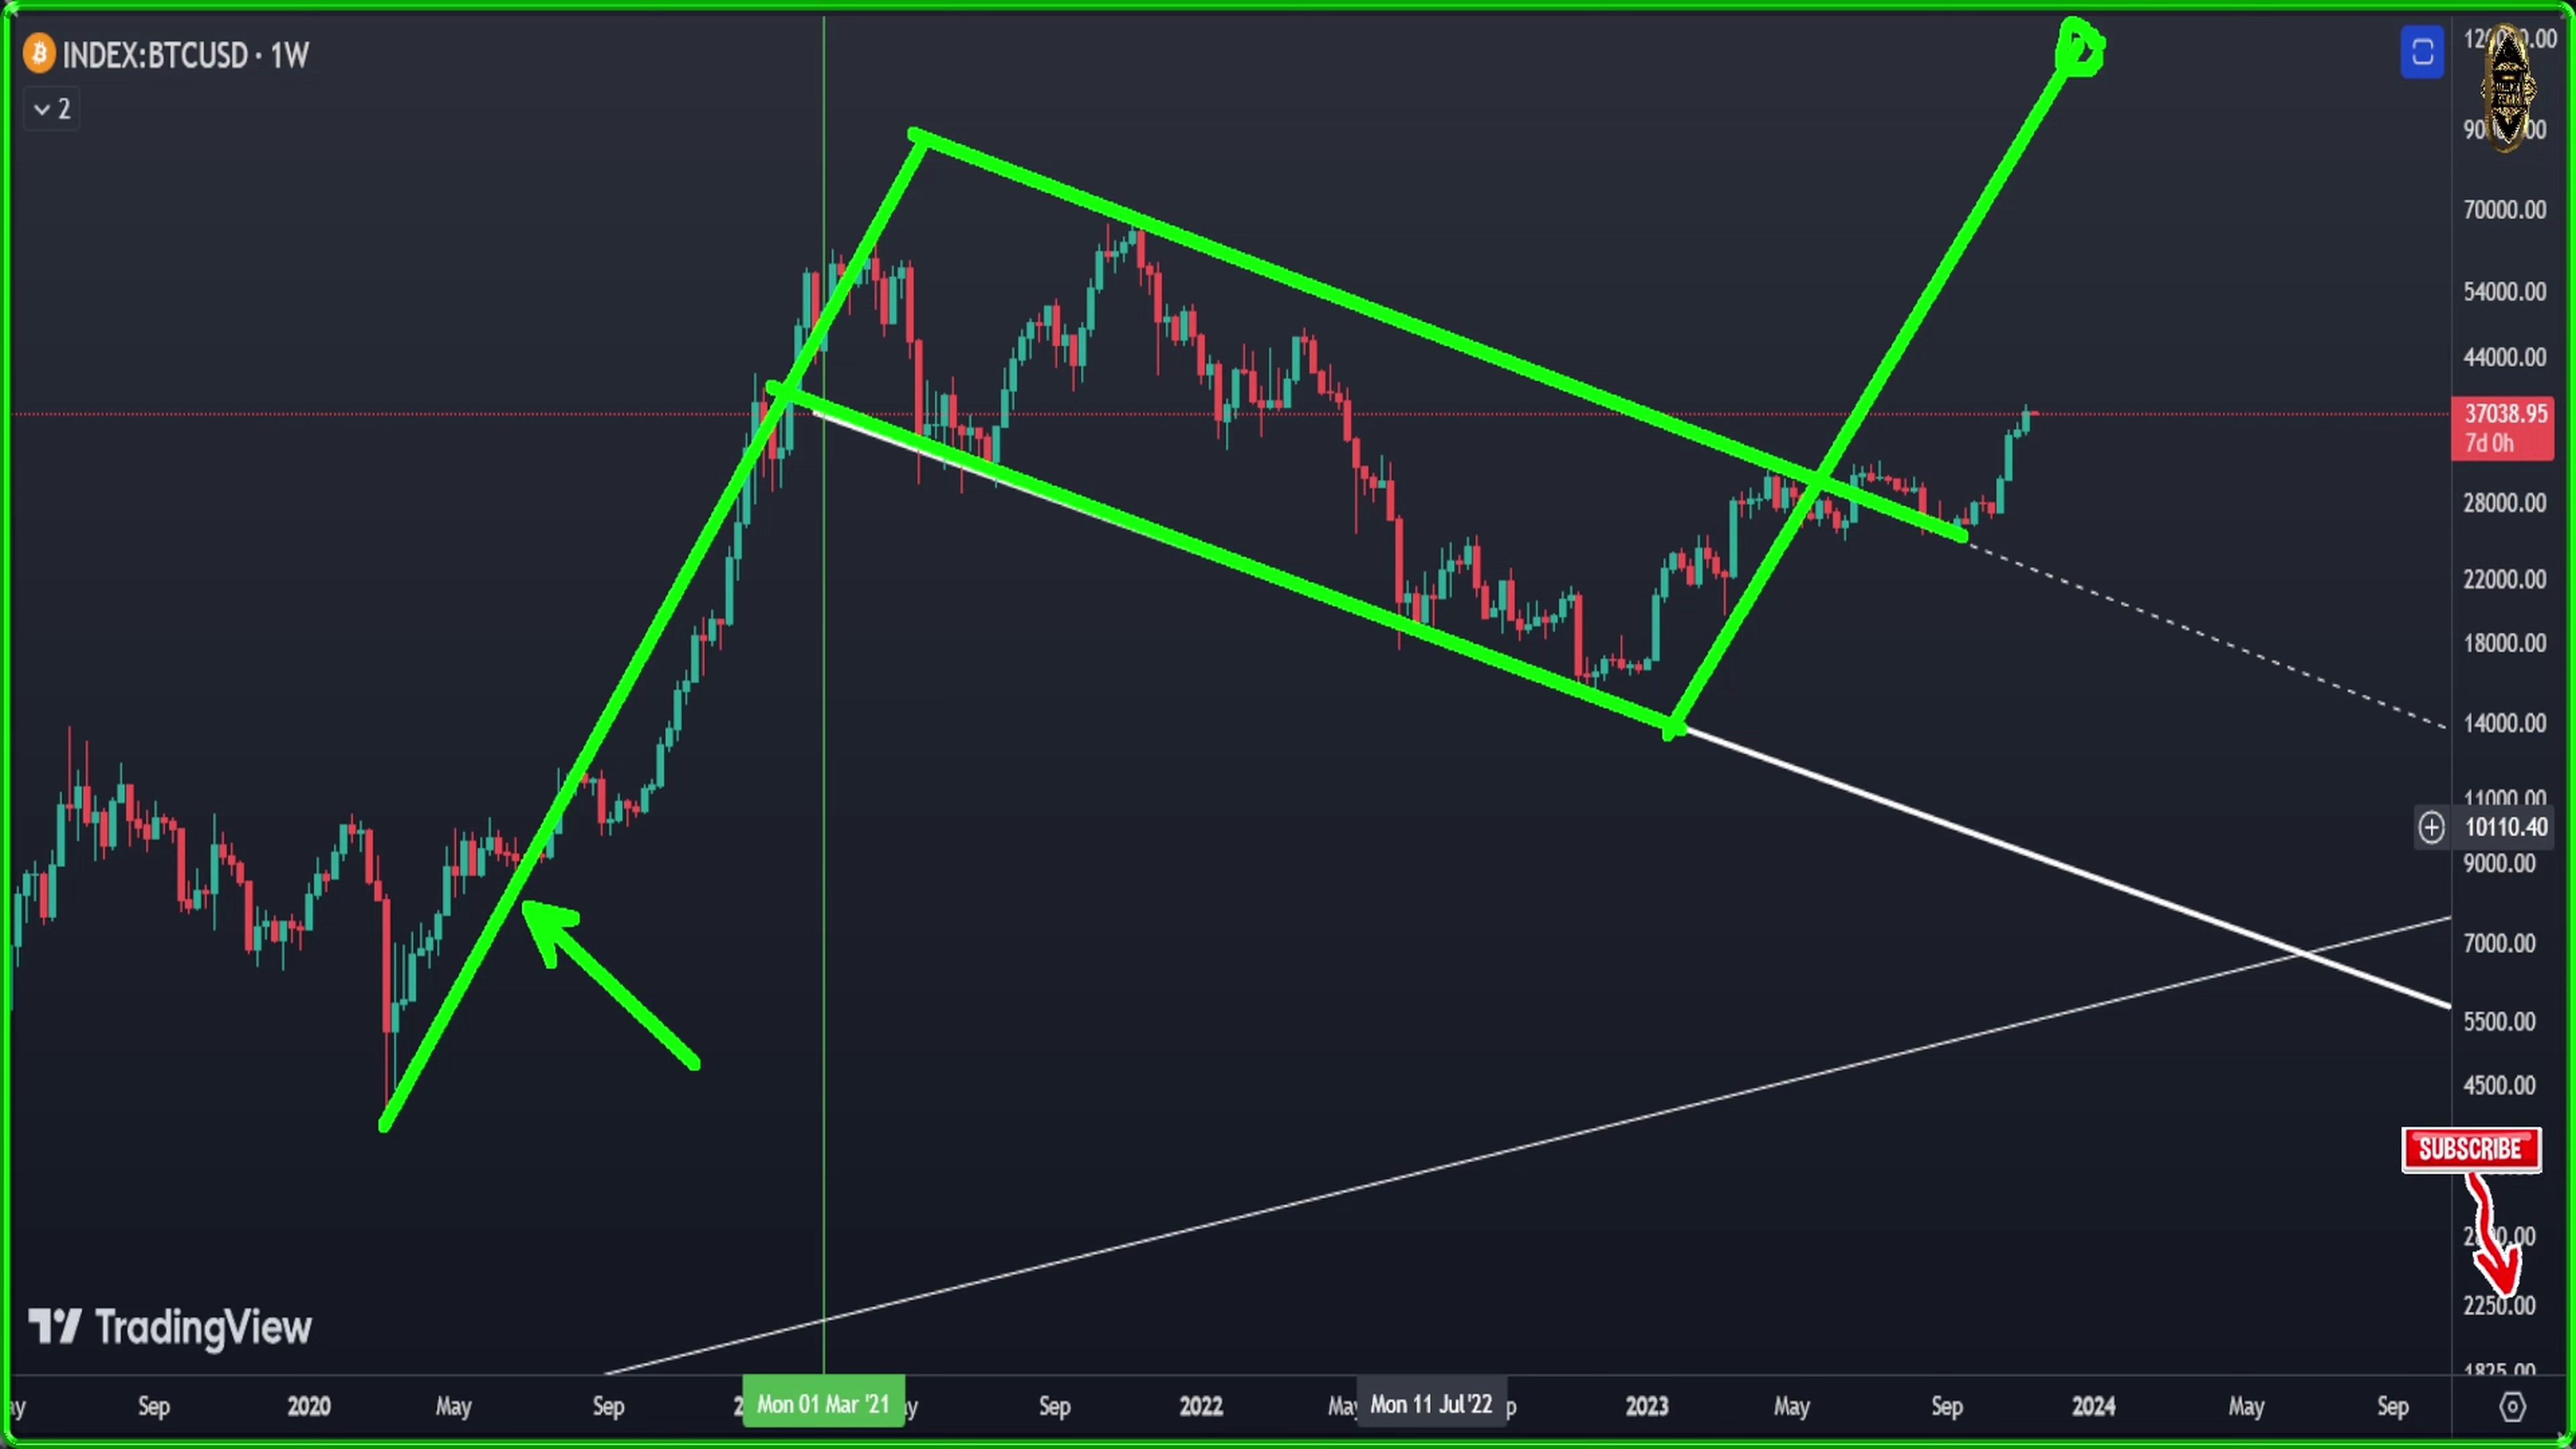 INDEX:BTCUSD · 1W
2
70000.00
54000.00
44000.00
37038.95
7d 0h
28000.00
22000.00
18000.00
14000.00
11000.00
10110.40
9000.00
7000.00
5500.00
4500.00
SUBSCRIBE
2250.00
1825.00
TradingView
Sep
2020
May
Sep
Mon 01 Mar '21
Sep
2022
Mon 11 Jul '22
2023
May
Sep
2024
May
Sep